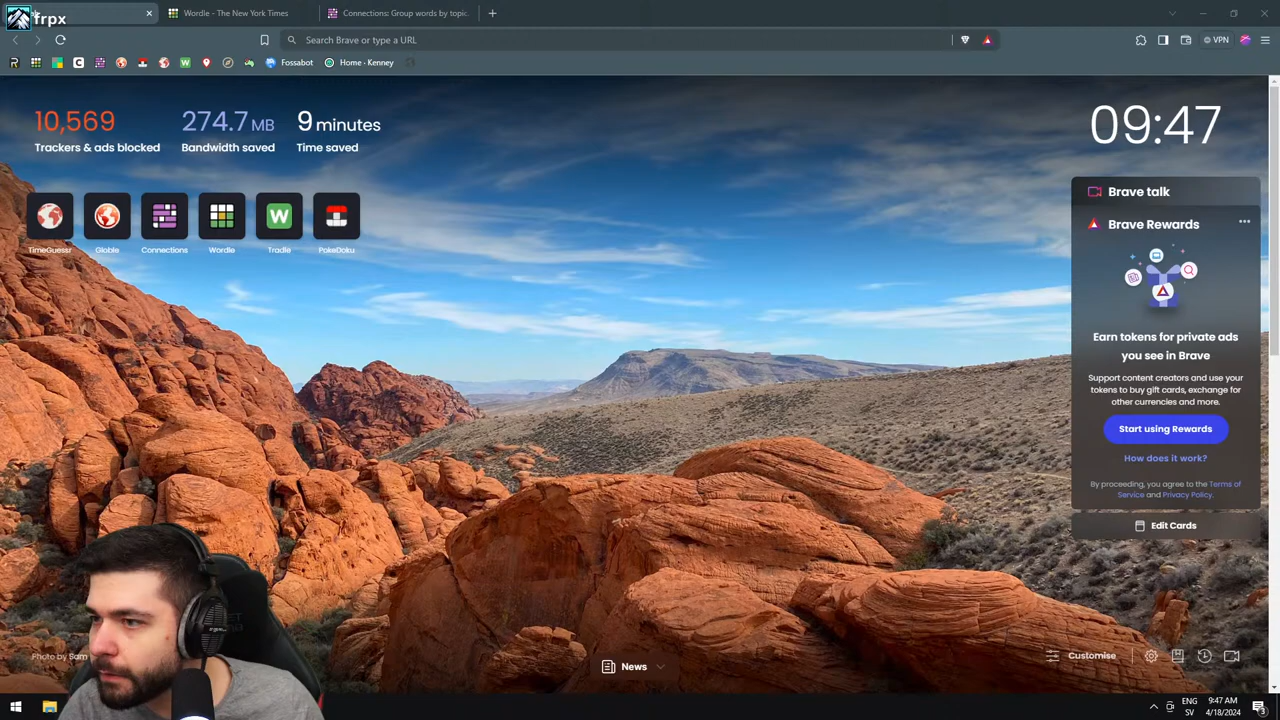 frpx
Wordle - The New York Times
Connections: Group words by topic
Search Brave or type a URL
VPN
Fossabot
Home · Kenney
10,569
Trackers & ads blocked
274.7 MB
Bandwidth saved
9 minutes
Time saved
09:47
TimeGuessr
Globle
Connections
Wordle
Tradle
PokeDoku
Brave talk
Brave Rewards
Earn tokens for private ads
you see in Brave
Support content creators and use your
tokens to buy gift cards, exchange for
other currencies and more.
Start using Rewards
How does it work?
By proceeding, you agree to the Terms of
Service and Privacy Policy.
Edit Cards
Photo by Sam
News
Customise
ENG
SV
9:47 AM
4/18/2024
3